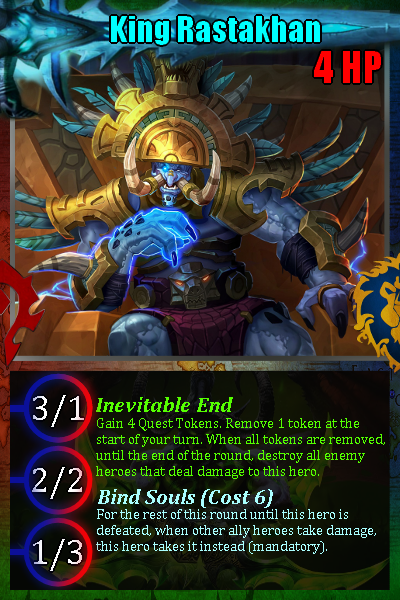 King Rastakhan
4 HP
3/1
Inevitable End
Gain 4 Quest Tokens. Remove 1 token at the
start of your turn. When all tokens are removed,
until the end of the round, destroy all enemy
heroes that deal damage to this hero.
2/2
Bind Souls (Cost 6)
For the rest of this round until this hero is
defeated, when other ally heroes take damage,
this hero takes it instead (mandatory).
1/3